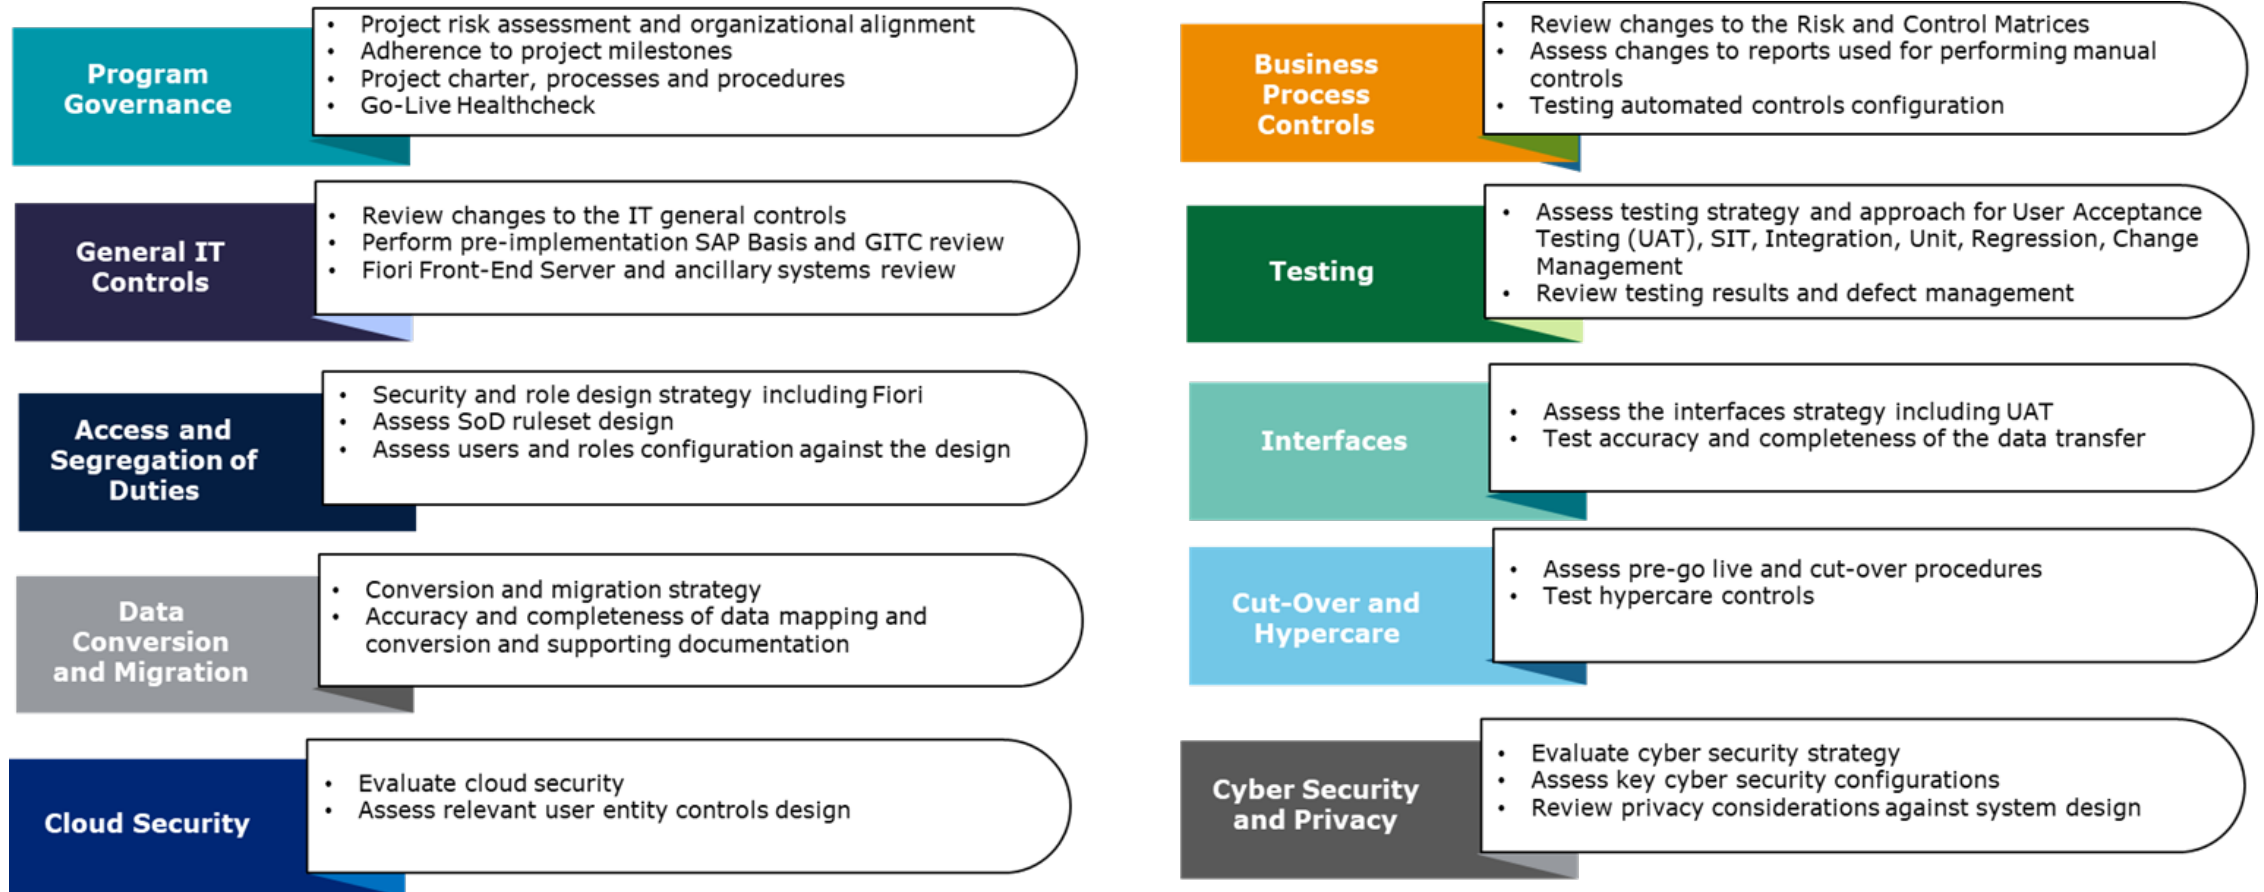 Program
Governance
• Project risk assessment and organizational alignment
• Adherence to project milestones
• Project charter, processes and procedures
• Go-Live Healthcheck
General IT
Controls
• Review changes to the IT general controls
• Perform pre-implementation SAP Basis and GITC review
• Fiori Front-End Server and ancillary systems review
Access and
Segregation of
Duties
• Security and role design strategy including Fiori
• Assess SoD ruleset design
• Assess users and roles configuration against the design
Data
Conversion
and Migration
• Conversion and migration strategy
• Accuracy and completeness of data mapping and
conversion and supporting documentation
Cloud Security
• Evaluate cloud security
• Assess relevant user entity controls design
Business
Process
Controls
• Review changes to the Risk and Control Matrices
• Assess changes to reports used for performing manual
controls
• Testing automated controls configuration
Testing
• Assess testing strategy and approach for User Acceptance
Testing (UAT), SIT, Integration, Unit, Regression, Change
Management
• Review testing results and defect management
Interfaces
• Assess the interfaces strategy including UAT
• Test accuracy and completeness of the data transfer
Cut-Over and
Hypercare
• Assess pre-go live and cut-over procedures
• Test hypercare controls
Cyber Security
and Privacy
• Evaluate cyber security strategy
• Assess key cyber security configurations
• Review privacy considerations against system design